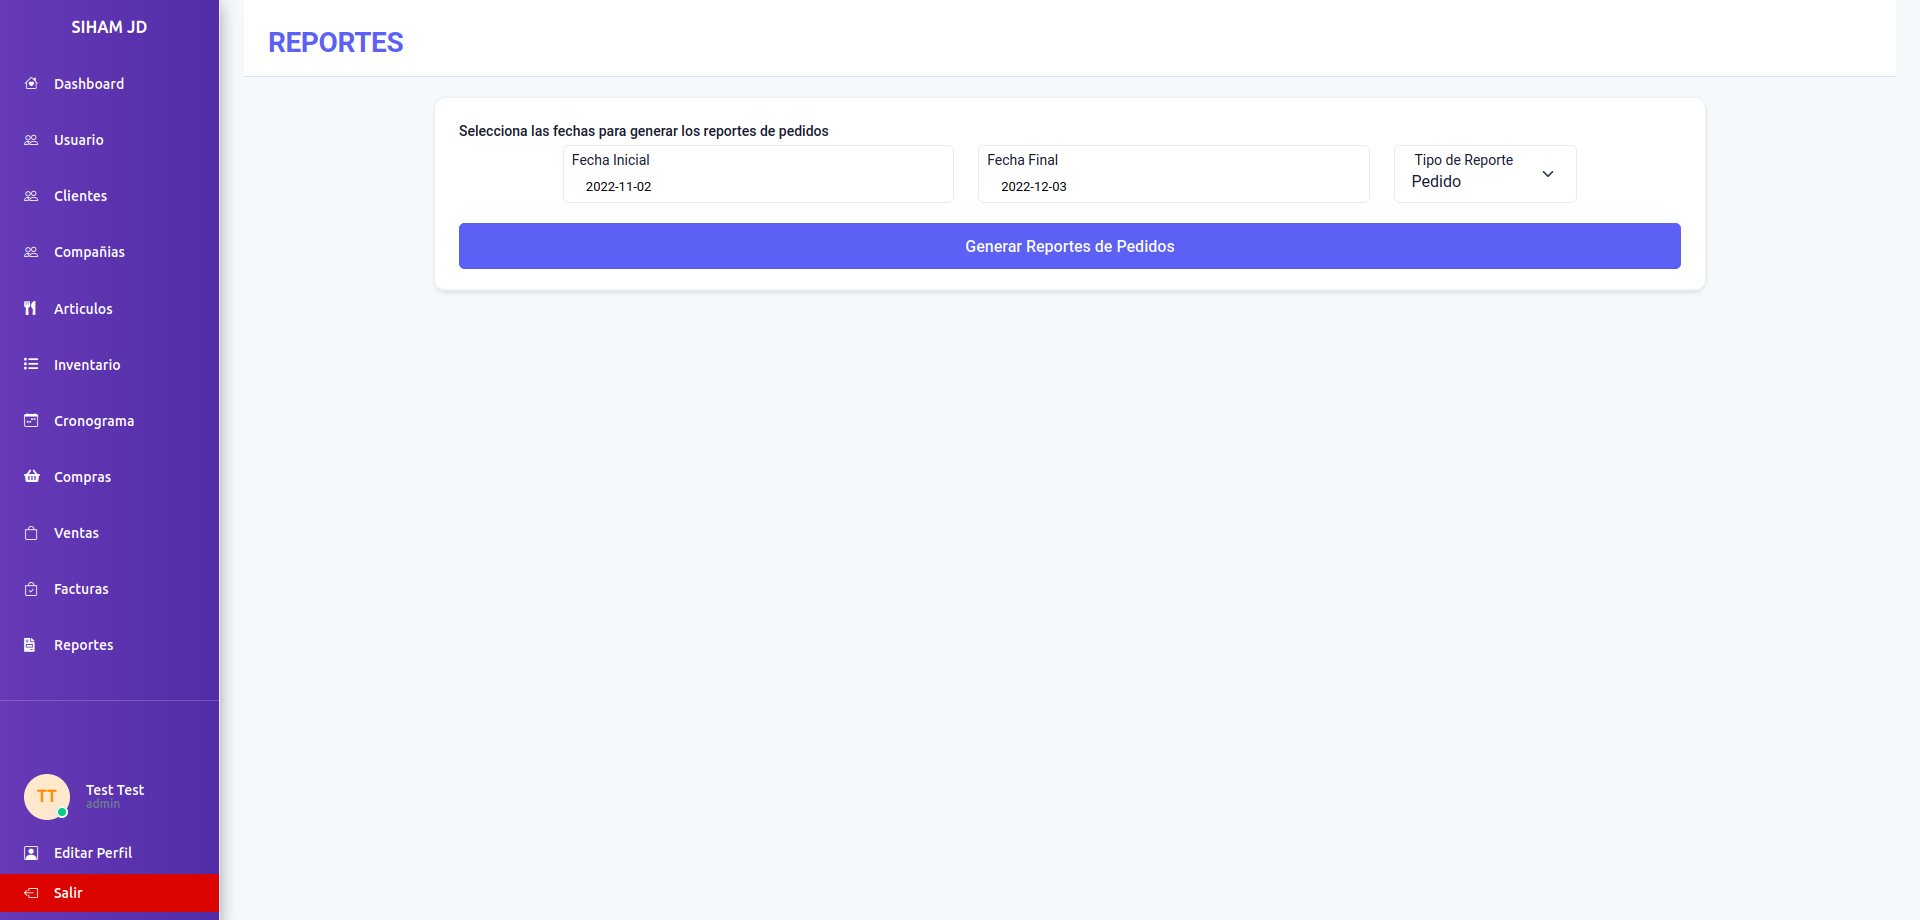 SIHAM JD
Dashboard
Usuario
Clientes
Compañias
Articulos
Inventario
Cronograma
Compras
Ventas
Facturas
Reportes
TT
Test Test
admin
Editar Perfil
Salir
REPORTES
Selecciona las fechas para generar los reportes de pedidos
Fecha Inicial
2022-11-02
Fecha Final
2022-12-03
Tipo de Reporte
Pedido
Generar Reportes de Pedidos